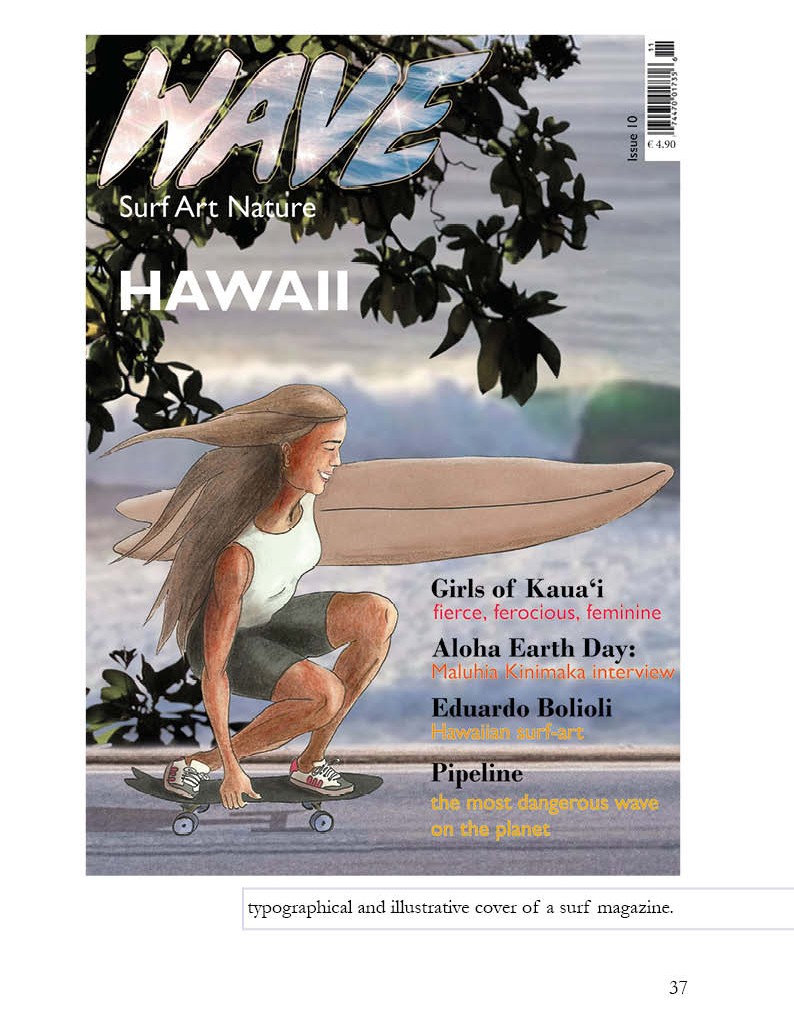 WAVE
Surf Art Nature
HAWAII
Issue 10
€ 4.90
11
Girls of Kauaʻi
fierce, ferocious, feminine
Aloha Earth Day:
Maluhia Kinimaka interview
Eduardo Bolioli
Hawaiian surf-art
Pipeline
the most dangerous wave
on the planet
typographical and illustrative cover of a surf magazine.
37